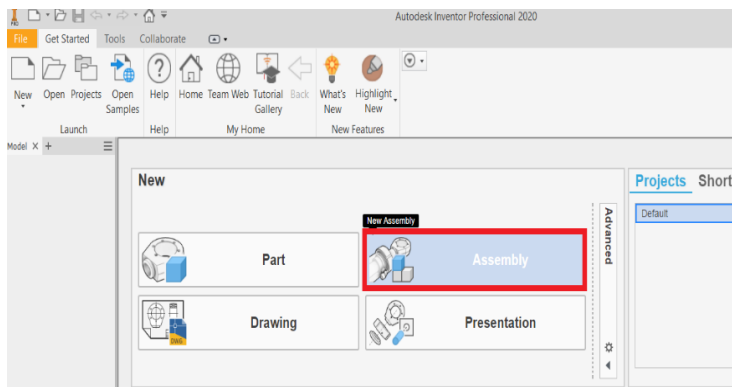 PRO
Autodesk Inventor Professional 2020
File Get Started Tools Collaborate
New Open Projects Open Samples Help Home Team Web Tutorial Gallery Back What's New Highlight New
Launch Help My Home New Features
Model X +
New
Projects Short
Default
New Assembly
Advanced
Part
Assembly
Drawing
Presentation
DWG